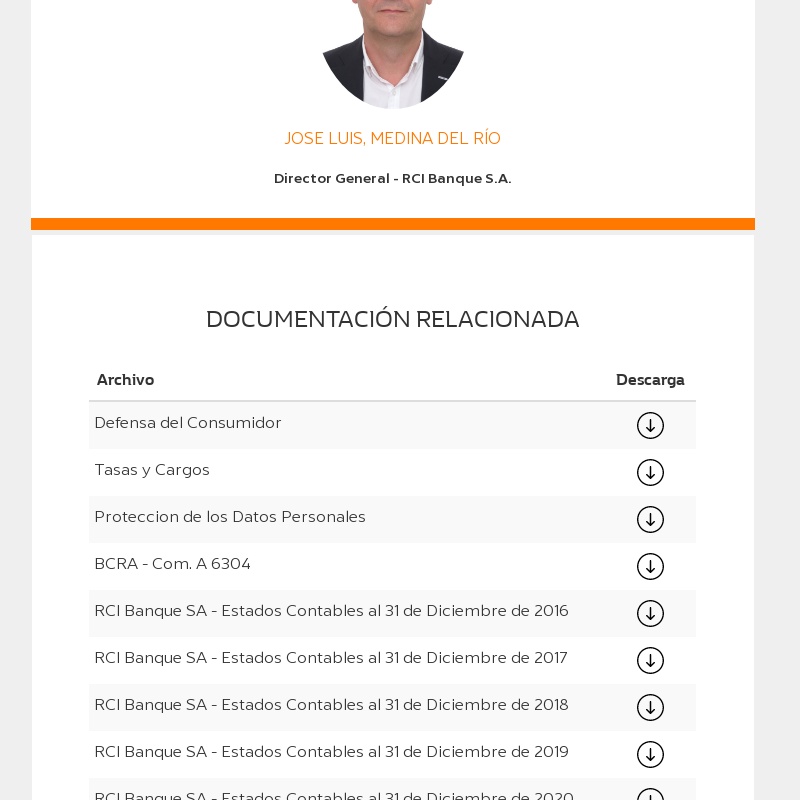 JOSE LUIS, MEDINA DEL RÍO
Director General - RCI Banque S.A.
DOCUMENTACIÓN RELACIONADA
Archivo Descarga
Defensa del Consumidor
Tasas y Cargos
Proteccion de los Datos Personales
BCRA - Com. A 6304
RCI Banque SA - Estados Contables al 31 de Diciembre de 2016
RCI Banque SA - Estados Contables al 31 de Diciembre de 2017
RCI Banque SA - Estados Contables al 31 de Diciembre de 2018
RCI Banque SA - Estados Contables al 31 de Diciembre de 2019
RCI Banque SA - Estados Contables al 31 de Diciembre de 2020